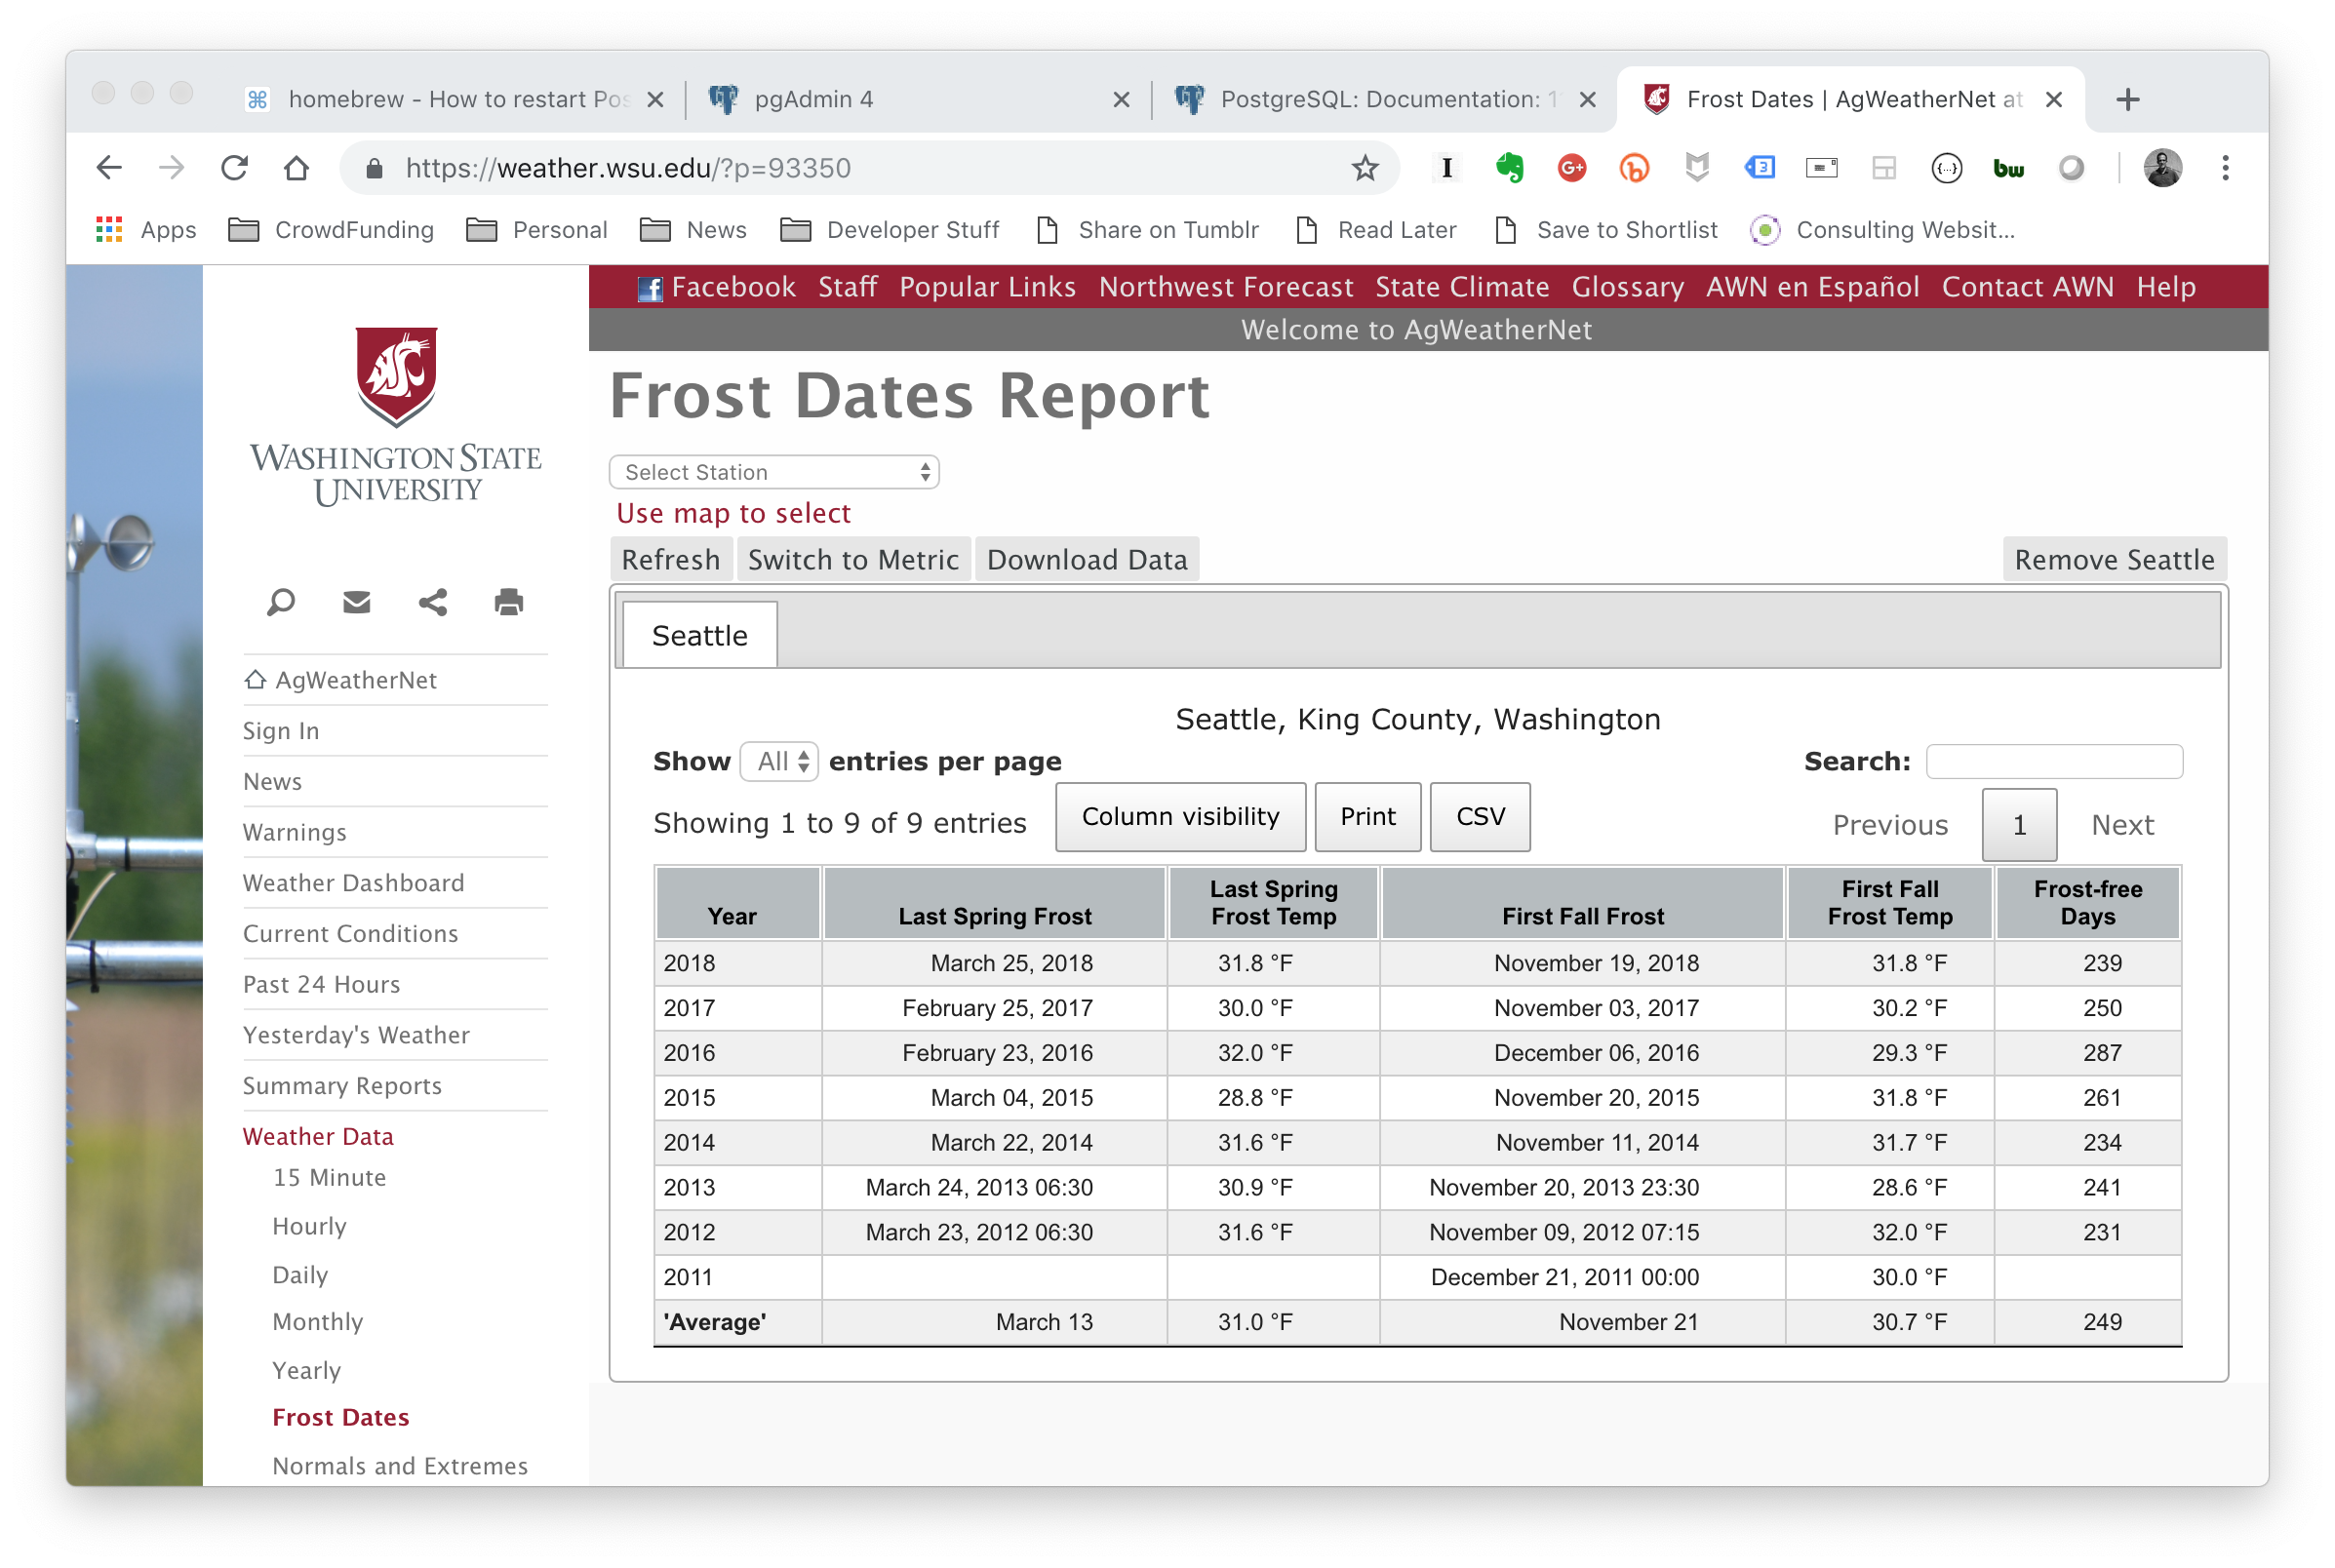 homebrew - How to restart Pos
pgAdmin 4
PostgreSQL: Documentation: 1
Frost Dates | AgWeatherNet at
https://weather.wsu.edu/?p=93350
I
G+
b
3
{...}
bw
Apps
CrowdFunding
Personal
News
Developer Stuff
Share on Tumblr
Read Later
Save to Shortlist
Consulting Websit...
f Facebook Staff Popular Links Northwest Forecast State Climate Glossary AWN en Español Contact AWN Help
Welcome to AgWeatherNet
WASHINGTON STATE
UNIVERSITY
AgWeatherNet
Sign In
News
Warnings
Weather Dashboard
Current Conditions
Past 24 Hours
Yesterday's Weather
Summary Reports
Weather Data
15 Minute
Hourly
Daily
Monthly
Yearly
Frost Dates
Normals and Extremes
Frost Dates Report
Select Station
Use map to select
Refresh Switch to Metric Download Data Remove Seattle
Seattle
Seattle, King County, Washington
Show All entries per page Search:
Showing 1 to 9 of 9 entries Column visibility Print CSV Previous 1 Next
Year Last Spring Frost Last Spring Frost Temp First Fall Frost First Fall Frost Temp Frost-free Days
2018 March 25, 2018 31.8 °F November 19, 2018 31.8 °F 239
2017 February 25, 2017 30.0 °F November 03, 2017 30.2 °F 250
2016 February 23, 2016 32.0 °F December 06, 2016 29.3 °F 287
2015 March 04, 2015 28.8 °F November 20, 2015 31.8 °F 261
2014 March 22, 2014 31.6 °F November 11, 2014 31.7 °F 234
2013 March 24, 2013 06:30 30.9 °F November 20, 2013 23:30 28.6 °F 241
2012 March 23, 2012 06:30 31.6 °F November 09, 2012 07:15 32.0 °F 231
2011 December 21, 2011 00:00 30.0 °F
'Average' March 13 31.0 °F November 21 30.7 °F 249